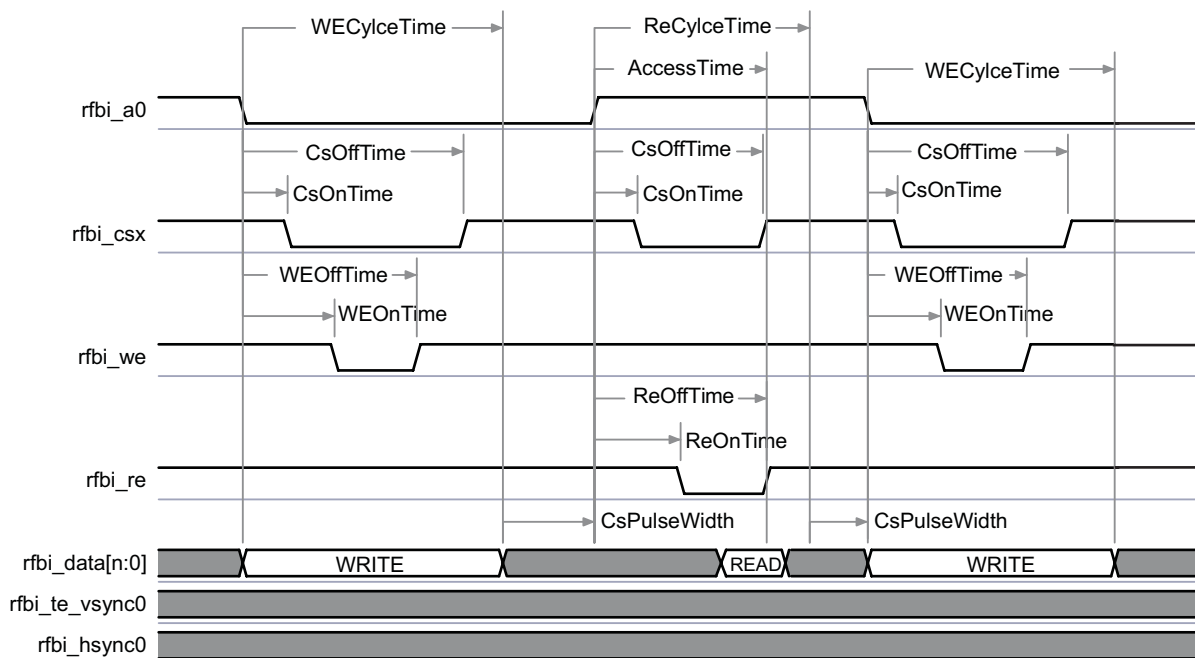 WECylceTime
ReCylceTime
AccessTime
WECylceTime
rfbi_a0
CsOffTime
CsOffTime
CsOffTime
CsOnTime
CsOnTime
CsOnTime
rfbi_csx
WEOffTime
WEOffTime
WEOnTime
WEOnTime
rfbi_we
ReOffTime
ReOnTime
rfbi_re
CsPulseWidth
CsPulseWidth
rfbi_data[n:0]
WRITE
READ
WRITE
rfbi_te_vsync0
rfbi_hsync0